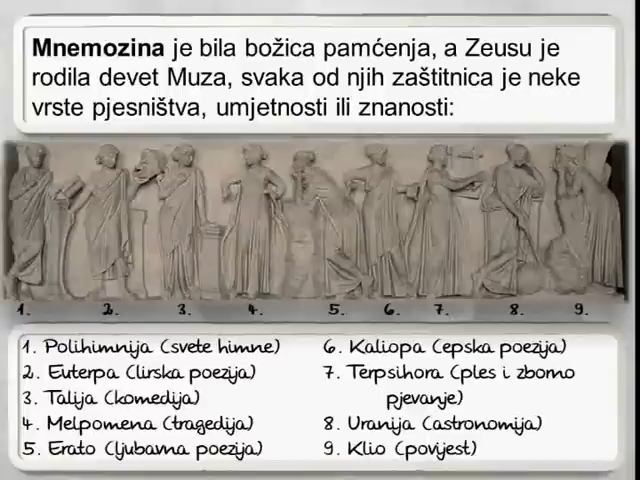 Mnemozina je bila božica pamćenja, a Zeusu je
rodila devet Muza, svaka od njih zaštitnica je neke
vrste pjesništva, umjetnosti ili znanosti:
1. 2. 3. 4. 5. 6. 7. 8. 9.
1. Polihimnija (svete himne)
2. Euterpa (lirska poezija)
3. Talija (komedija)
4. Melpomena (tragedija)
5. Erato (ljubavna poezija)
6. Kaliopa (epska poezija)
7. Terpsihora (ples i zborno
pjevanje)
8. Uranija (astronomija)
9. Klio (povijest)